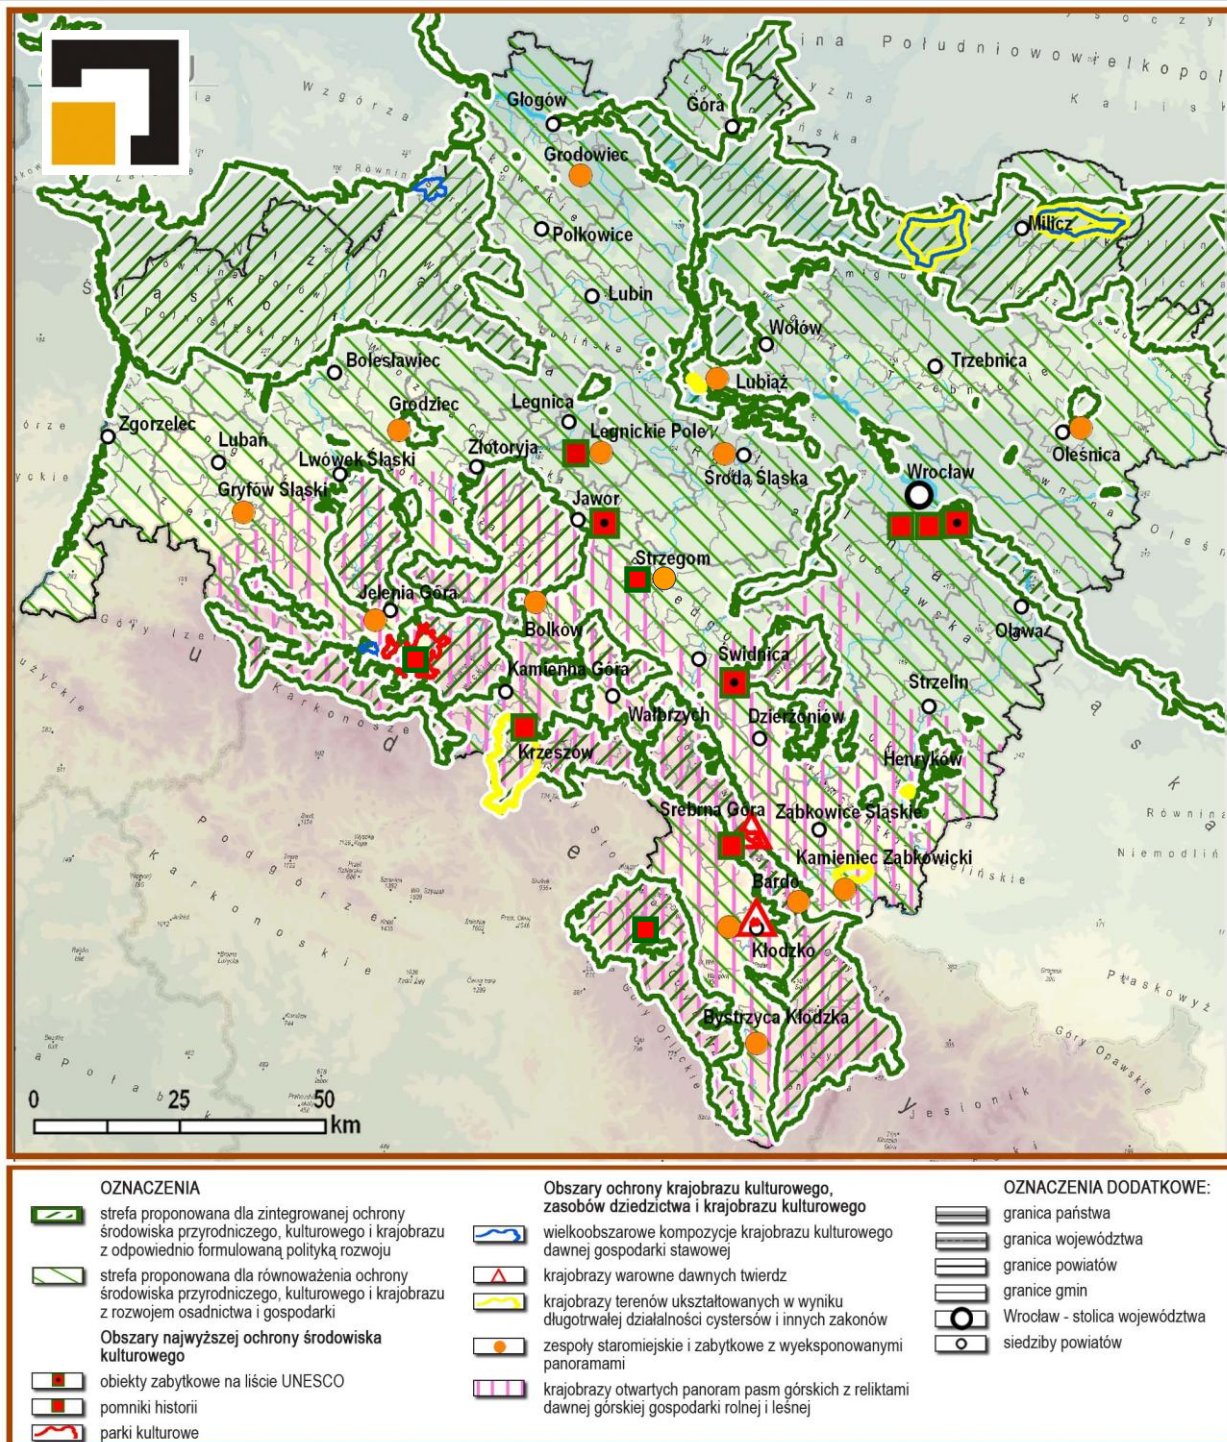 Głogów
Góra
Grodowiec
Polkowice
Milicz
Lubin
Wołów
Trzebnica
Bolesławiec
Lubiąż
Grodziec
Legnica
Zgorzelec
Legnickie Pole
Oleśnica
Lubań
Złotoryja
Lwówek Śląski
Środa Śląska
Wrocław
Gryfów Śląski
Jawor
Strzegom
Jelenia Góra
Bolków
Oława
Świdnica
Kamienna Góra
Strzelin
Wałbrzych
Dzierżoniów
Krzeszów
Henryków
Srebrna Góra
Ząbkowice Śląskie
Kamieniec Ząbkowicki
Bardo
Kłodzko
Bystrzyca Kłodzka
Karkonosze
Podgórze
Karkonoskie
Góry Orlickie
Góry Opawskie
Jesionik
0 25 50
km
OZNACZENIA
strefa proponowana dla zintegrowanej ochrony
środowiska przyrodniczego, kulturowego i krajobrazu
z odpowiednio formułowaną polityką rozwoju
strefa proponowana dla równoważenia ochrony
środowiska przyrodniczego, kulturowego i krajobrazu
z rozwojem osadnictwa i gospodarki
Obszary najwyższej ochrony środowiska
kulturowego
obiekty zabytkowe na liście UNESCO
pomniki historii
parki kulturowe
Obszary ochrony krajobrazu kulturowego,
zasobów dziedzictwa i krajobrazu kulturowego
wielkoobszarowe kompozycje krajobrazu kulturowego
dawnej gospodarki stawowej
krajobrazy warowne dawnych twierdz
krajobrazy terenów ukształtowanych w wyniku
długotrwałej działalności cystersów i innych zakonów
zespoły staromiejskie i zabytkowe z wyeksponowanymi
panoramami
krajobrazy otwartych panoram pasm górskich z reliktami
dawnej górskiej gospodarki rolnej i leśnej
OZNACZENIA DODATKOWE:
granica państwa
granica województwa
granice powiatów
granice gmin
Wrocław - stolica województwa
siedziby powiatów